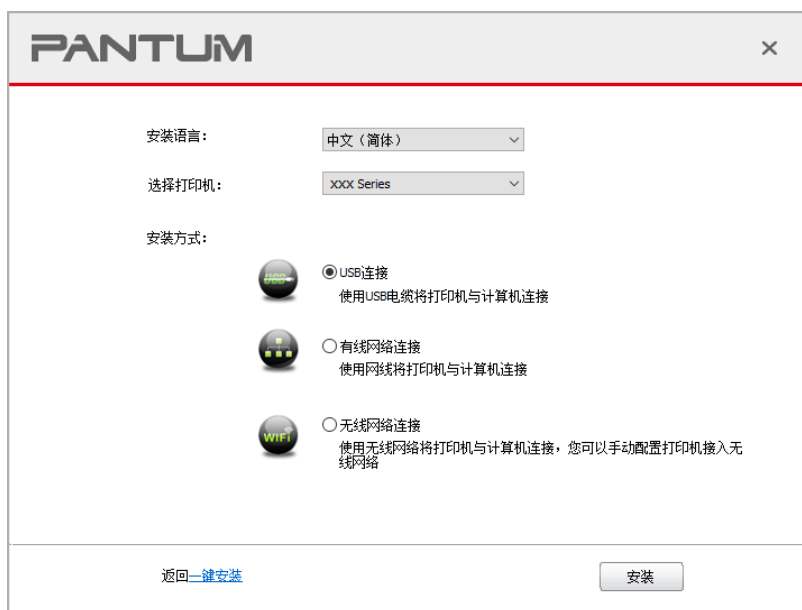 PANTUM
安装语言：
中文（简体）
选择打印机：
xxx Series
安装方式：
USB
USB连接
使用USB电缆将打印机与计算机连接
有线网络连接
使用网线将打印机与计算机连接
WiFi
无线网络连接
使用无线网络将打印机与计算机连接，您可以手动配置打印机接入无
线网络
返回一键安装
安装